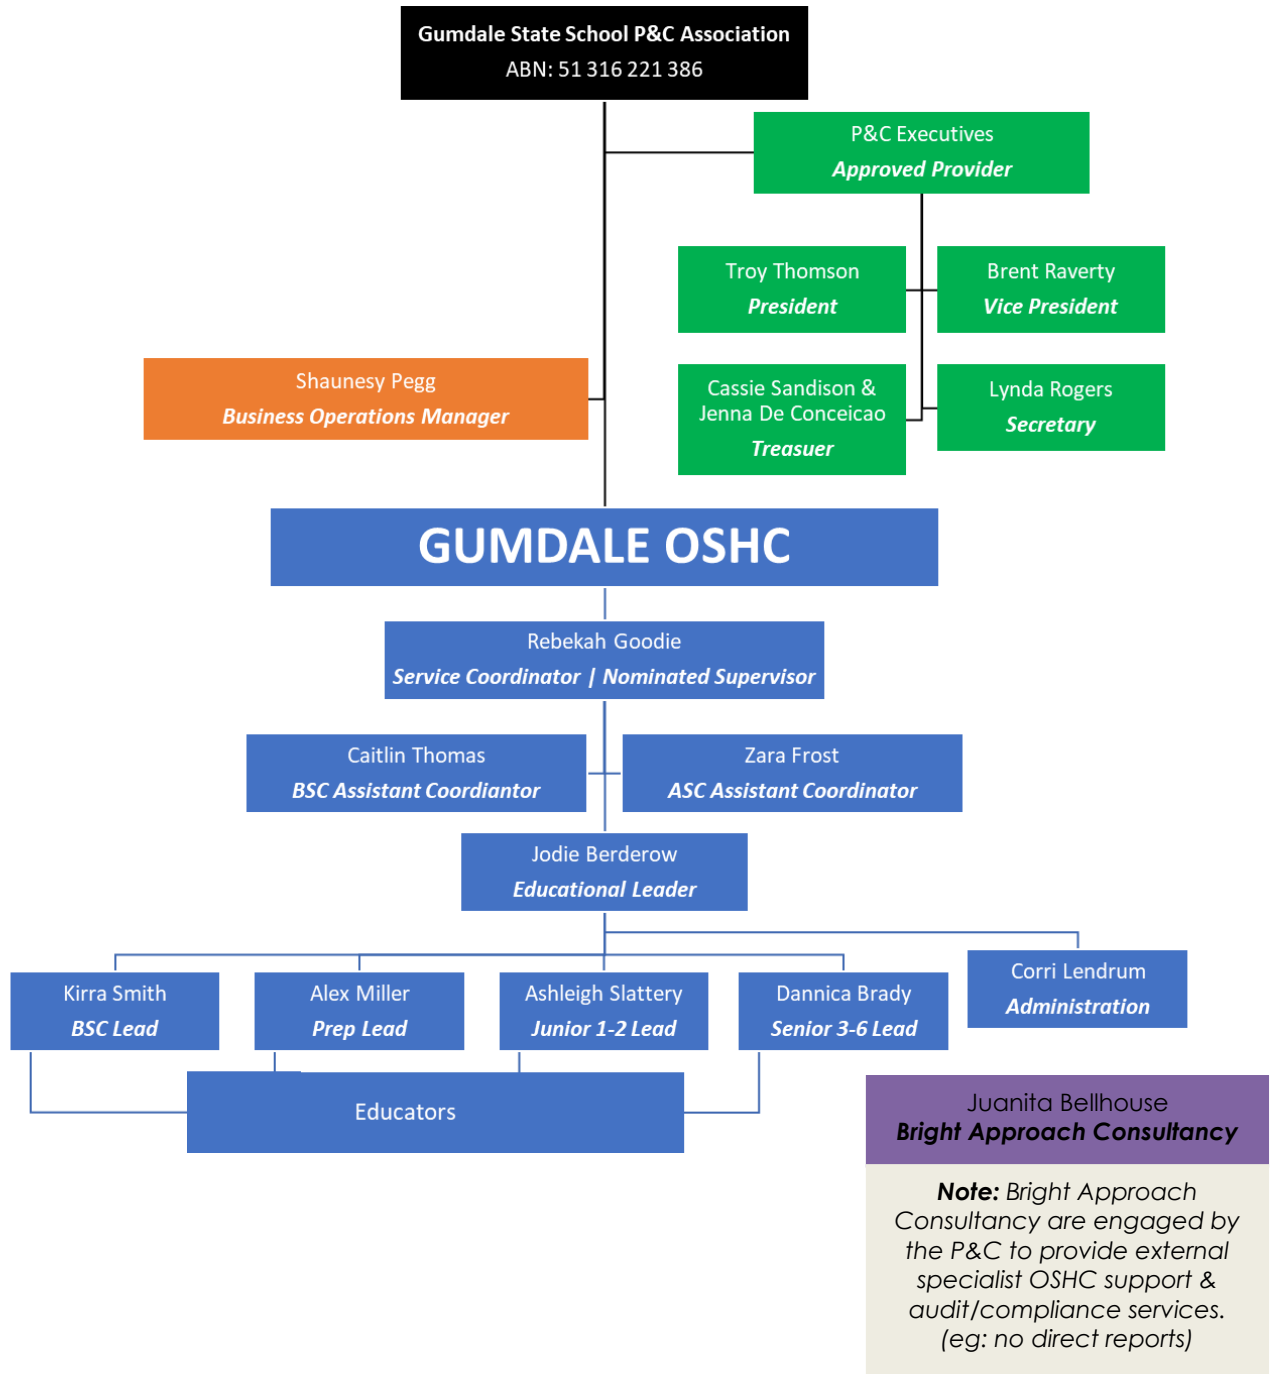 Gumdale State School P&C Association
ABN: 51 316 221 386
P&C Executives
Approved Provider
Troy Thomson
President
Brent Raverty
Vice President
Shaunesy Pegg
Business Operations Manager
Cassie Sandison &
Jenna De Conceicao
Treasuer
Lynda Rogers
Secretary
GUMDALE OSHC
Rebekah Goodie
Service Coordinator | Nominated Supervisor
Caitlin Thomas
BSC Assistant Coordiantor
Zara Frost
ASC Assistant Coordinator
Jodie Berderow
Educational Leader
Kirra Smith
BSC Lead
Alex Miller
Prep Lead
Ashleigh Slattery
Junior 1-2 Lead
Dannica Brady
Senior 3-6 Lead
Corri Lendrum
Administration
Educators
Juanita Bellhouse
Bright Approach Consultancy
Note: Bright Approach
Consultancy are engaged by
the P&C to provide external
specialist OSHC support &
audit/compliance services.
(eg: no direct reports)